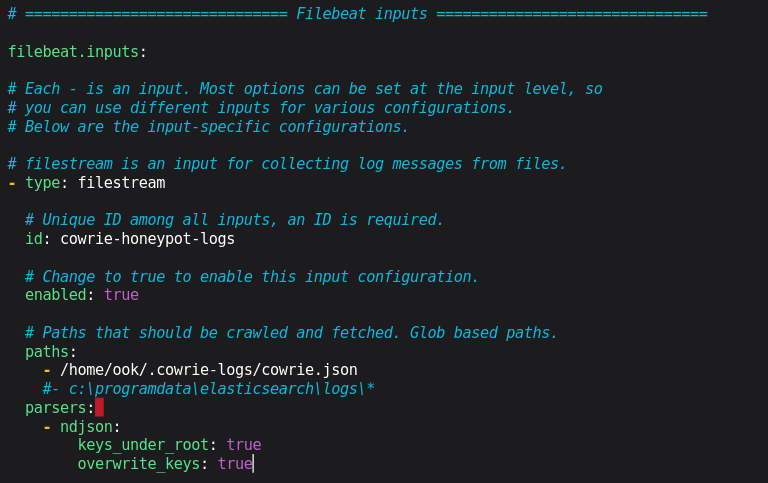 # ============================== Filebeat inputs ===============================
filebeat.inputs:
# Each - is an input. Most options can be set at the input level, so
# you can use different inputs for various configurations.
# Below are the input-specific configurations.
# filestream is an input for collecting log messages from files.
- type: filestream
# Unique ID among all inputs, an ID is required.
id: cowrie-honeypot-logs
# Change to true to enable this input configuration.
enabled: true
# Paths that should be crawled and fetched. Glob based paths.
paths:
- /home/ook/.cowrie-logs/cowrie.json
#- c:\programdata\elasticsearch\logs\*
parsers:
- ndjson:
keys_under_root: true
overwrite_keys: true